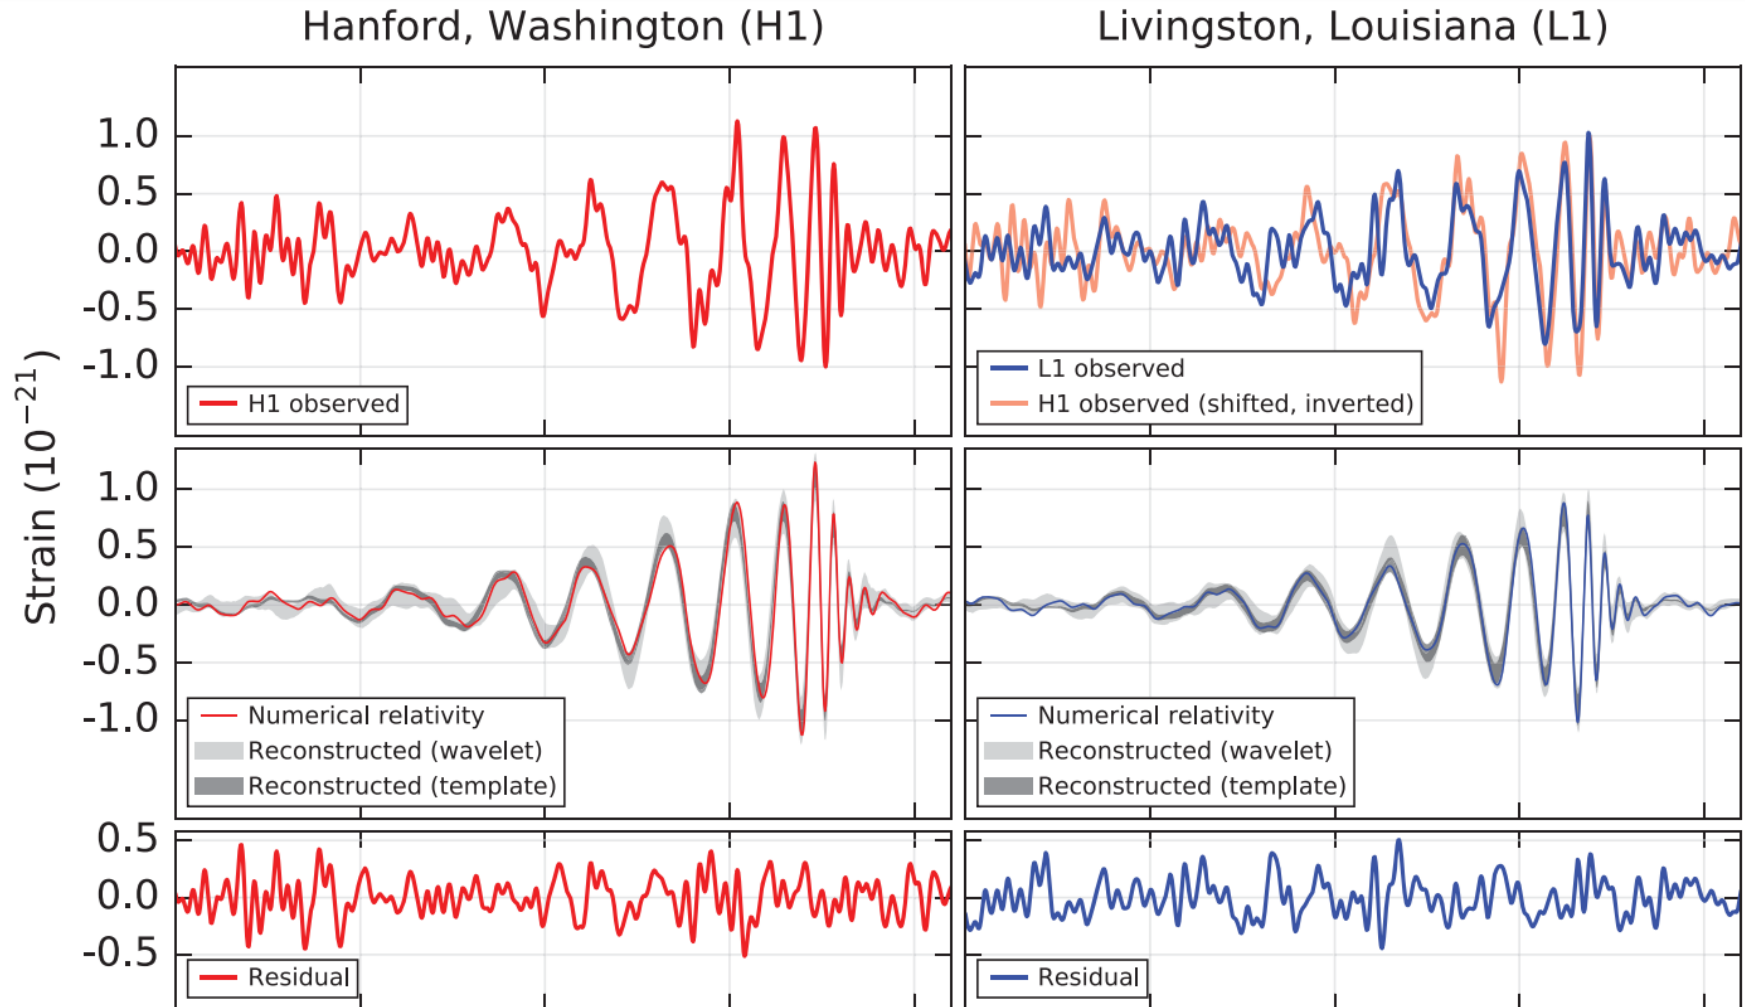 Hanford, Washington (H1)
Livingston, Louisiana (L1)
Strain (10⁻²¹)
1.0
0.5
0.0
-0.5
-1.0
H1 observed
L1 observed
H1 observed (shifted, inverted)
1.0
0.5
0.0
-0.5
-1.0
Numerical relativity
Reconstructed (wavelet)
Reconstructed (template)
Numerical relativity
Reconstructed (wavelet)
Reconstructed (template)
0.5
0.0
-0.5
Residual
Residual